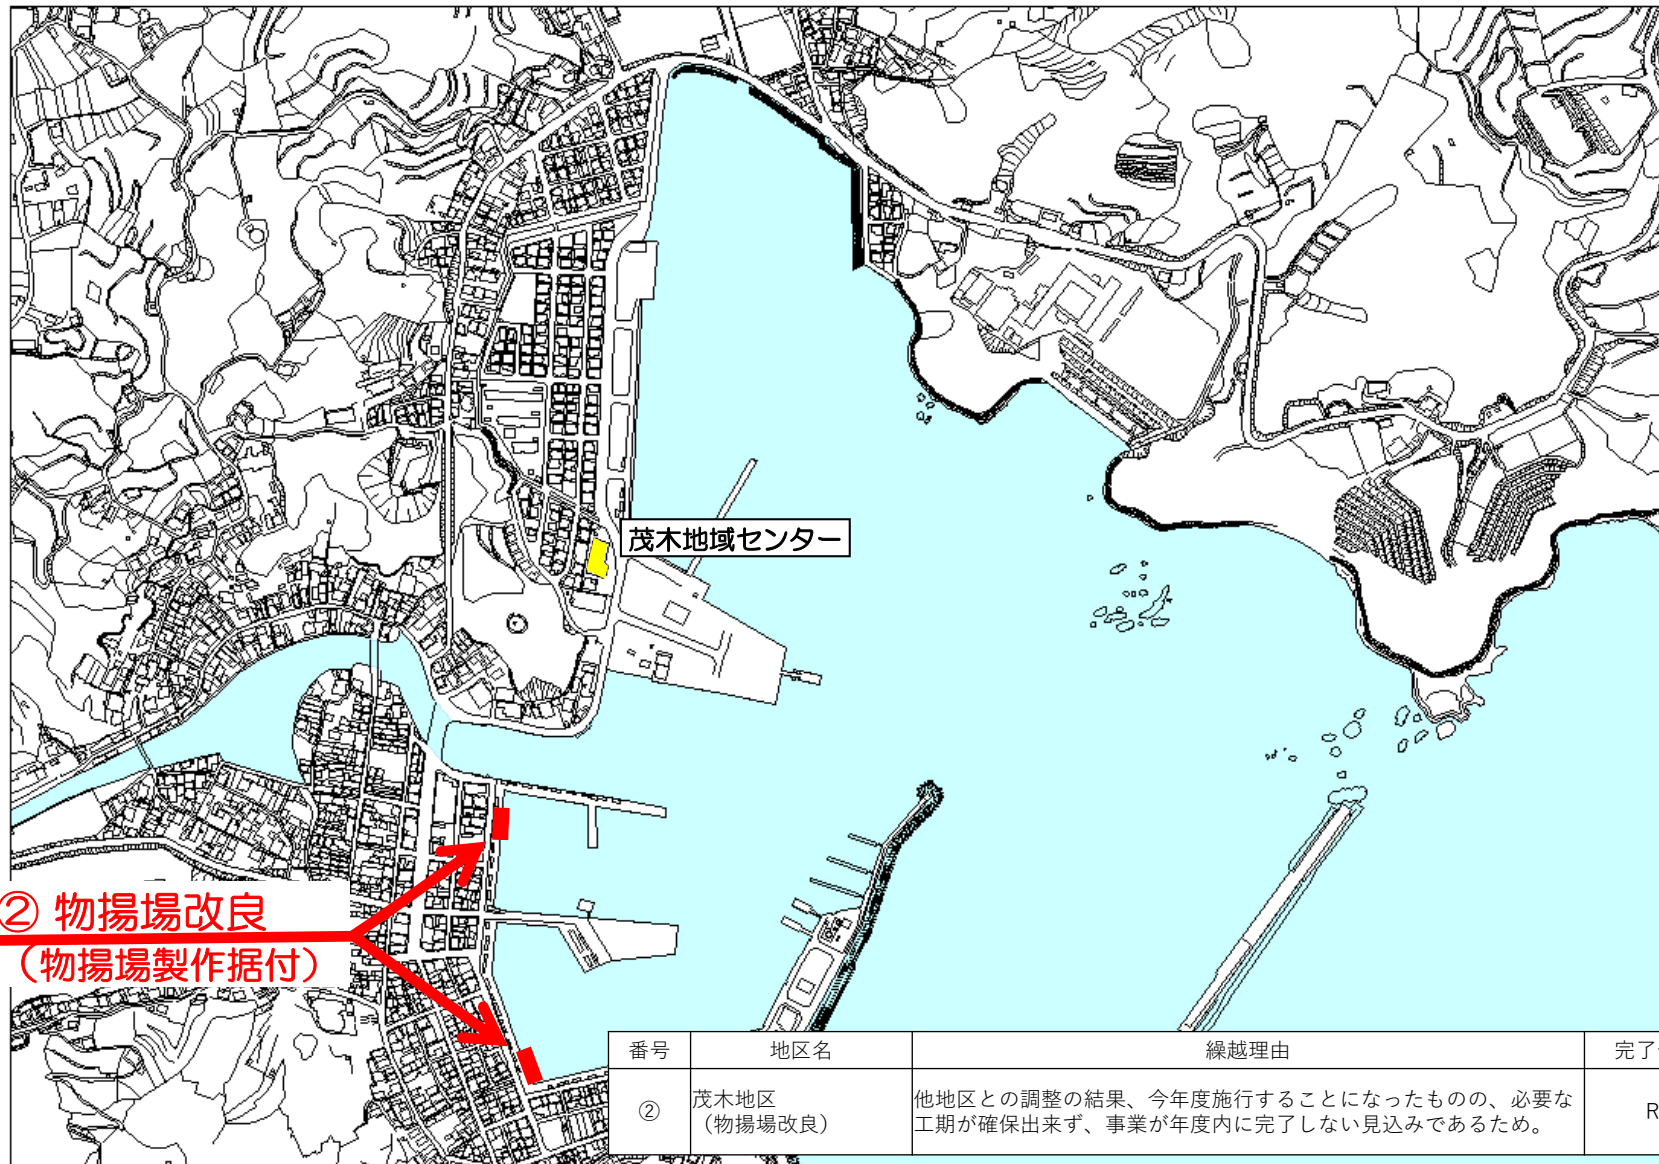 茂木地域センター
② 物揚場改良
（物揚場製作据付）
番号 地区名 繰越理由 完了
② 茂木地区
（物揚場改良）
他地区との調整の結果、今年度施行することになったものの、必要な
工期が確保出来ず、事業が年度内に完了しない見込みであるため。
R